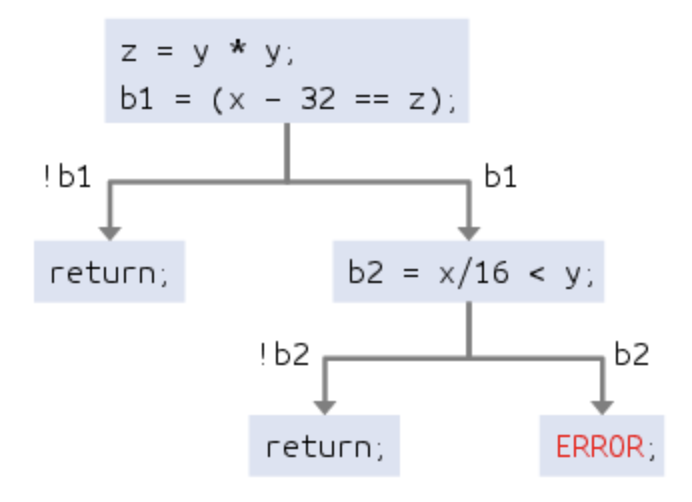 z = y * y;
b1 = (x - 32 == z);
!b1
b1
return;
b2 = x/16 < y;
!b2
b2
return;
ERROR;